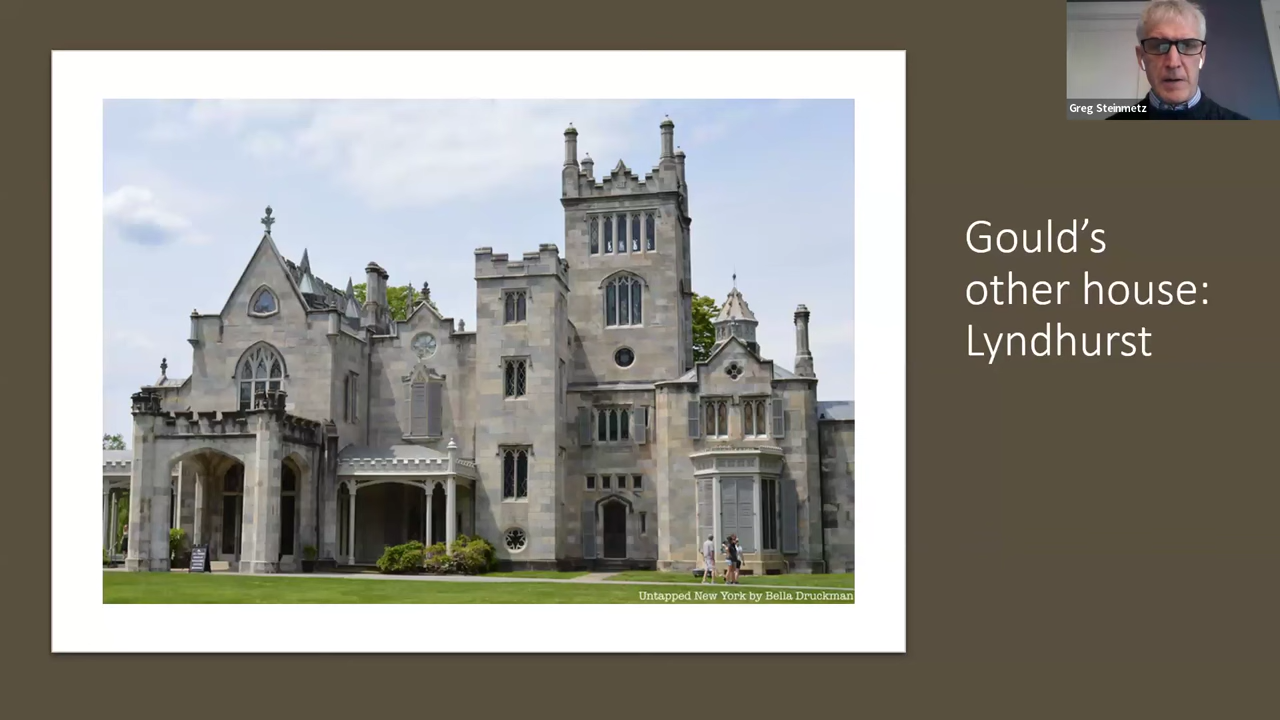 Greg Steinmetz
Gould’s
other house:
Lyndhurst
Untapped New York by Bella Druckman